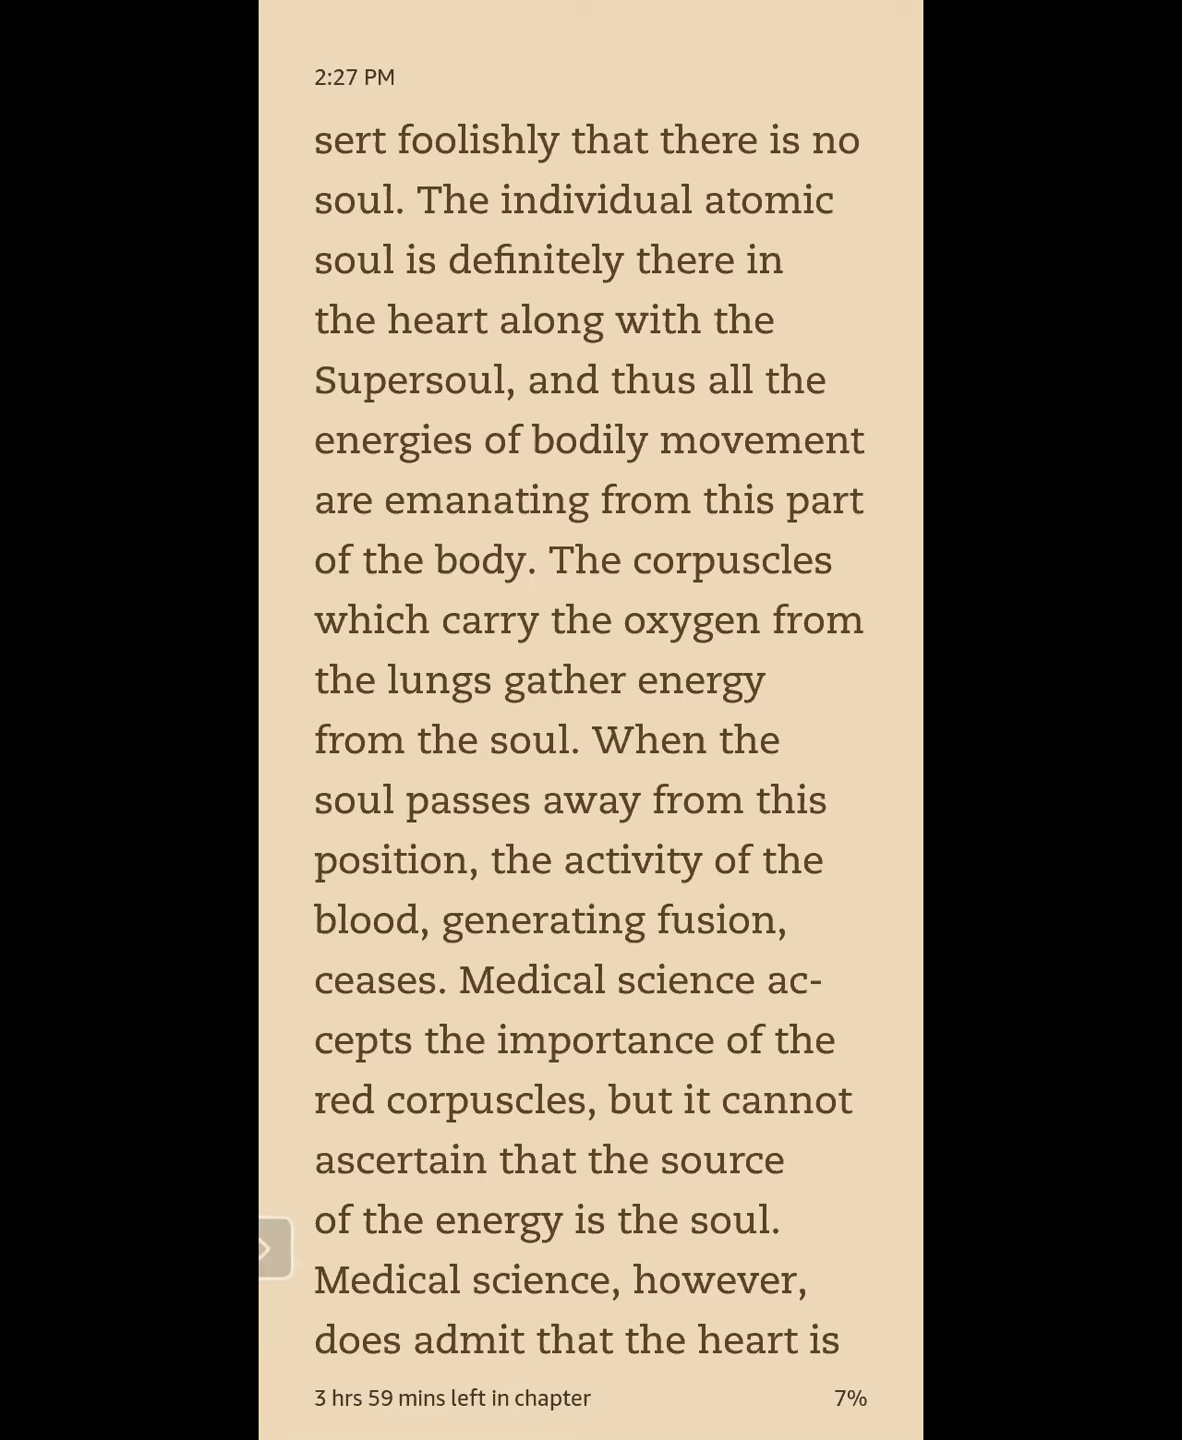 2:27 PM
sert foolishly that there is no
soul. The individual atomic
soul is definitely there in
the heart along with the
Supersoul, and thus all the
energies of bodily movement
are emanating from this part
of the body. The corpuscles
which carry the oxygen from
the lungs gather energy
from the soul. When the
soul passes away from this
position, the activity of the
blood, generating fusion,
ceases. Medical science ac-
cepts the importance of the
red corpuscles, but it cannot
ascertain that the source
of the energy is the soul.
Medical science, however,
does admit that the heart is
3 hrs 59 mins left in chapter 7%